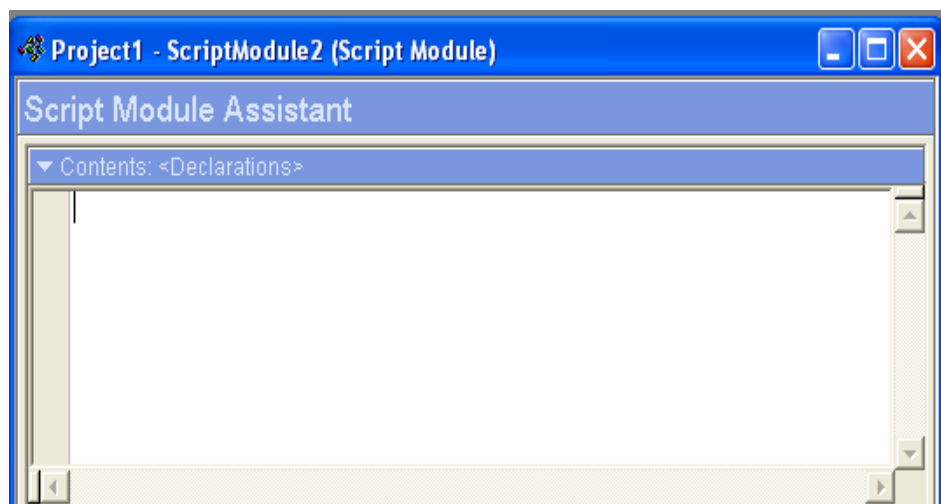 Project1 - ScriptModule2 (Script Module)
Script Module Assistant
Contents: <Declarations>